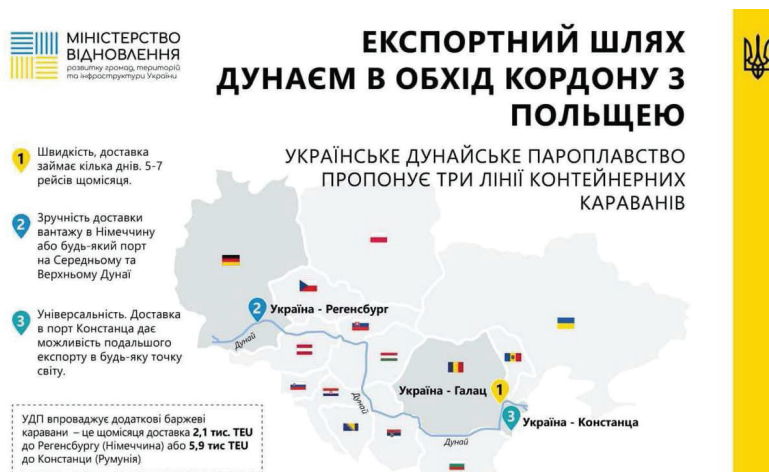 МІНІСТЕРСТВО
ВІДНОВЛЕННЯ
розвитку громад, територій
та інфраструктури України
ЕКСПОРТНИЙ ШЛЯХ
ДУНАЄМ В ОБХІД КОРДОНУ З
ПОЛЬЩЕЮ
УКРАЇНСЬКЕ ДУНАЙСЬКЕ ПАРОПЛАВСТВО
ПРОПОНУЄ ТРИ ЛІНІЇ КОНТЕЙНЕРНИХ
КАРАВАНІВ
1
Швидкість, доставка
займає кілька днів. 5-7
рейсів щомісяця.
2
Зручність доставки
вантажу в Німеччину
або будь-який порт
на Середньому та
Верхньому Дунаї
3
Універсальність. Доставка
в порт Констанца дає
можливість подальшого
експорту в будь-яку точку
світу.
2 Україна - Регенсбург
Дунай
Дунай
Україна - Галац 1
3 Україна - Констанца
Дунай
УДП впроваджує додаткові баржеві
каравани – це щомісяця доставка 2,1 тис. TEU
до Регенсбургу (Німеччина) або 5,9 тис TEU
до Констанци (Румунія)